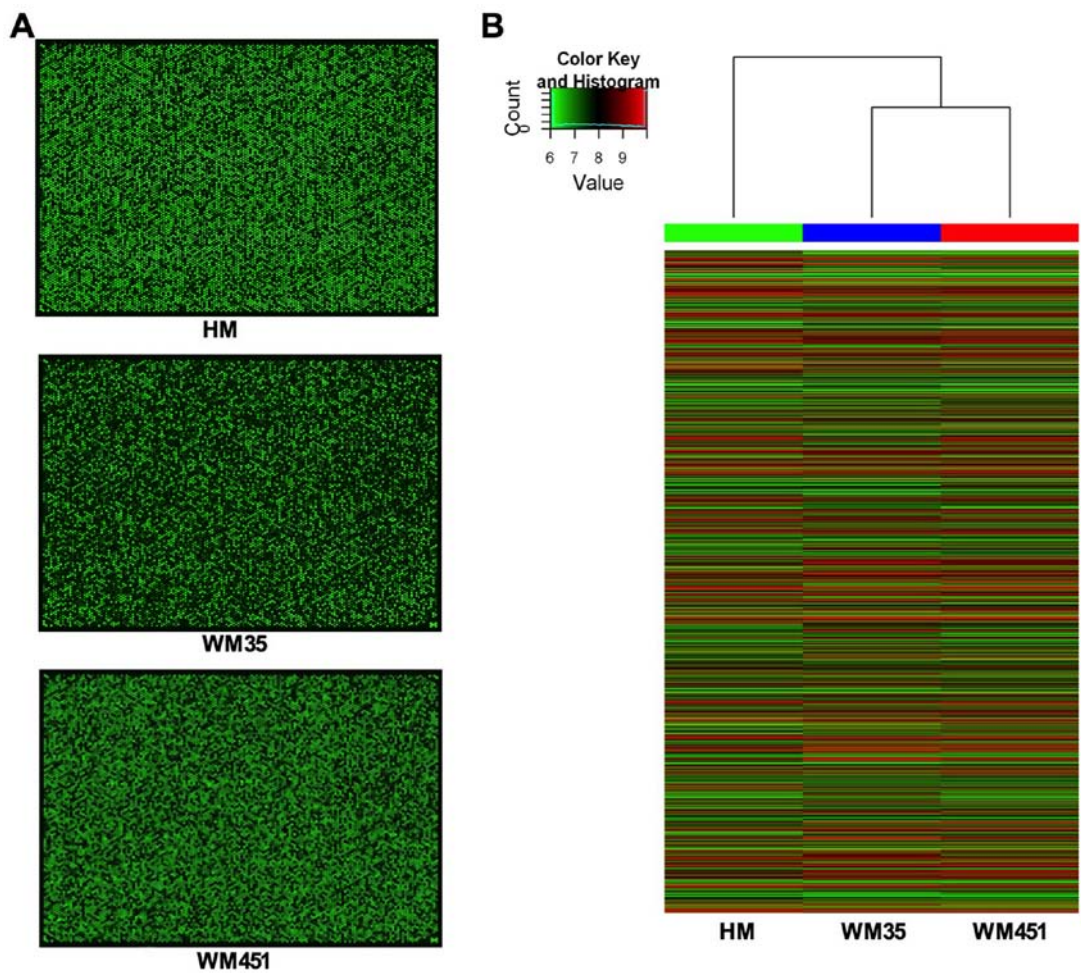 A
HM
WM35
WM451
B
Color Key
and Histogram
Count
0
6 7 8 9
Value
HM WM35 WM451